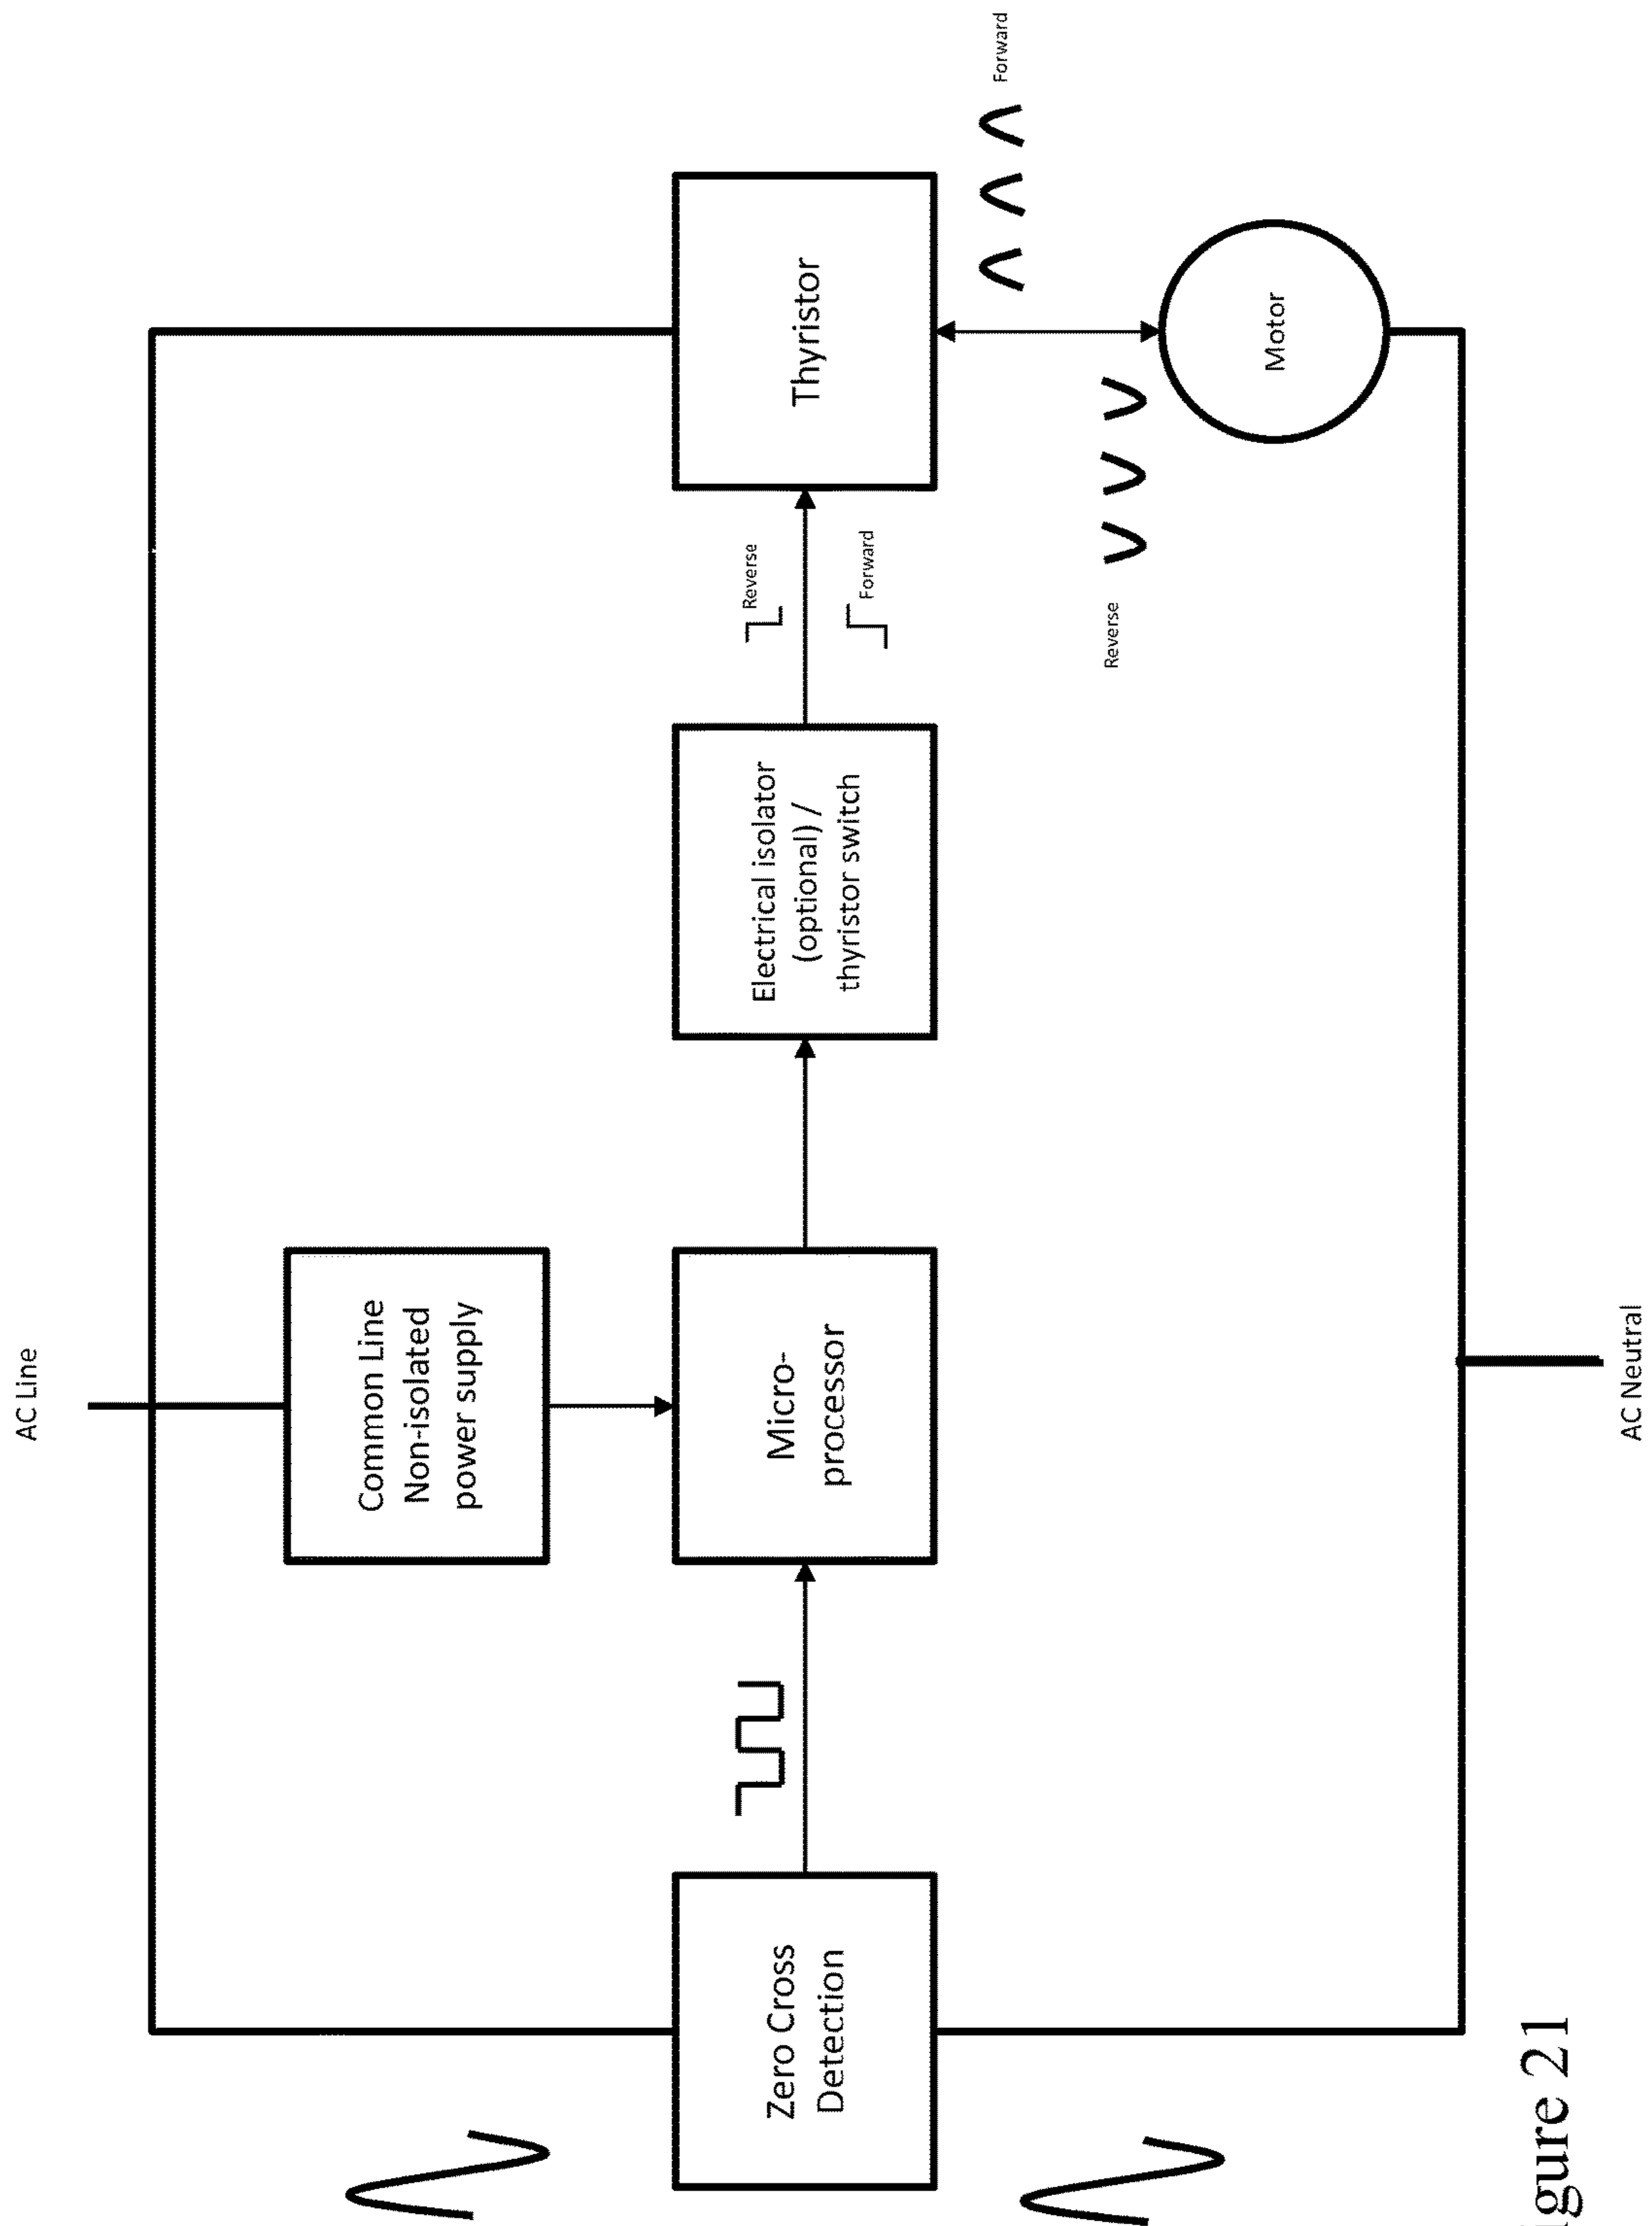 AC Line
Common Line
Non-isolated
power supply
Zero Cross
Detection
Micro-
processor
Electrical isolator
(optional) /
thyristor switch
Reverse
Forward
Thyristor
Forward
Reverse
Motor
AC Neutral
igure 21